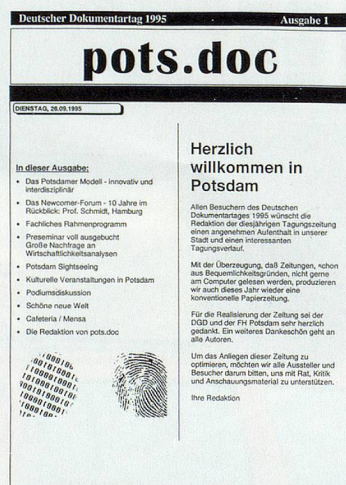 Deutscher Dokumentartag 1995 Ausgabe 1
pots.doc
DIENSTAG, 26.09.1995
In dieser Ausgabe:
• Das Potsdamer Modell - innovativ und
interdisziplinär
• Das Newcomer-Forum - 10 Jahre im
Rückblick: Prof. Schmidt, Hamburg
• Fachliches Rahmenprogramm
• Preseminar voll ausgebucht
Große Nachfrage an
Wirtschaftlichkeitsanalysen
• Potsdam Sightseeing
• Kulturelle Veranstaltungen in Potsdam
• Podiumsdiskussion
• Schöne neue Welt
• Cafeteria / Mensa
• Die Redaktion von pots.doc
Herzlich
willkommen in
Potsdam
Allen Besuchern des Deutschen
Dokumentartages 1995 wünscht die
Redaktion der diesjährigen Tagungszeitung
einen angenehmen Aufenthalt in unserer
Stadt und einen interessanten
Tagungsverlauf.
Mit der Überzeugung, daß Zeitungen, schon
aus Bequemlichkeitsgründen, nicht gerne
am Computer gelesen werden, produzieren
wir auch dieses Jahr wieder eine
konventionelle Papierzeitung.
Für die Realisierung der Zeitung sei der
DGD und der FH Potsdam sehr herzlich
gedankt. Ein weiteres Dankeschön geht an
alle Autoren.
Um das Anliegen dieser Zeitung zu
optimieren, möchten wir alle Aussteller und
Besucher darum bitten, uns mit Rat, Kritik
und Anschauungsmaterial zu unterstützen.
Ihre Redaktion